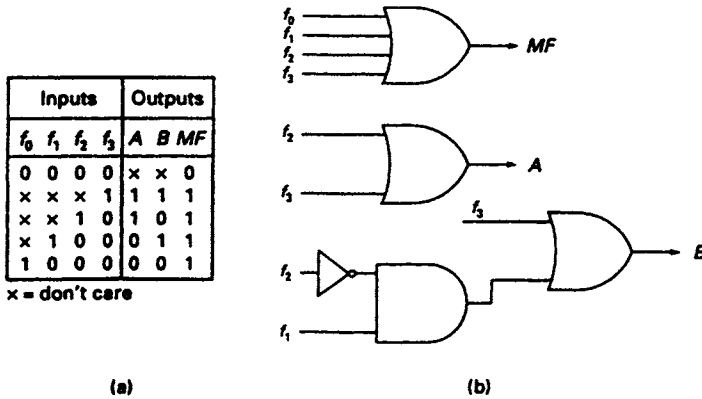 Inputs Outputs
f₀ f₁ f₂ f₃ A B MF
0 0 0 0 × × 0
× × × 1 1 1 1
× × 1 0 1 0 1
× 1 0 0 0 1 1
1 0 0 0 0 0 1
× = don't care
(a)
f₀
f₁
f₂
f₃
MF
f₂
f₃
A
f₃
f₂
f₁
B
(b)